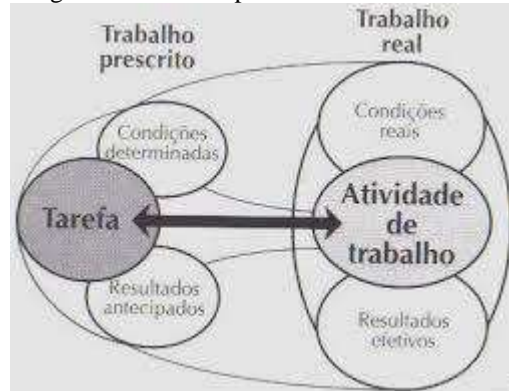 Trabalho
prescrito
Trabalho
real
Condições
determinadas
Condições
reais
Tarefa
Atividade
de
trabalho
Resultados
antecipados
Resultados
efetivos